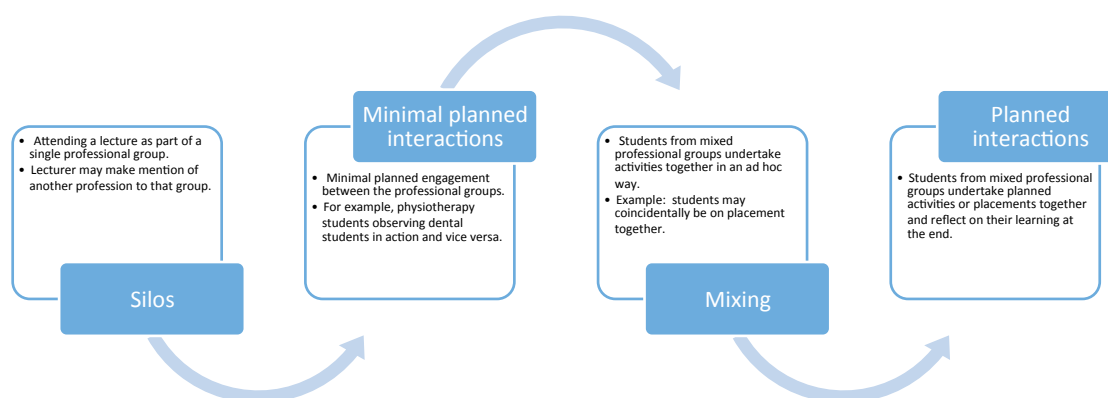 • Attending a lecture as part of a
single professional group.
• Lecturer may make mention of
another profession to that group.
Silos
Minimal planned
interactions
• Minimal planned engagement
between the professional groups.
• For example, physiotherapy
students observing dental
students in action and vice versa.
• Students from mixed
professional groups undertake
activities together in an ad hoc
way.
• Example: students may
coincidentally be on placement
together.
Mixing
Planned
interactions
• Students from mixed professional
groups undertake planned
activities or placements together
and reflect on their learning at
the end.